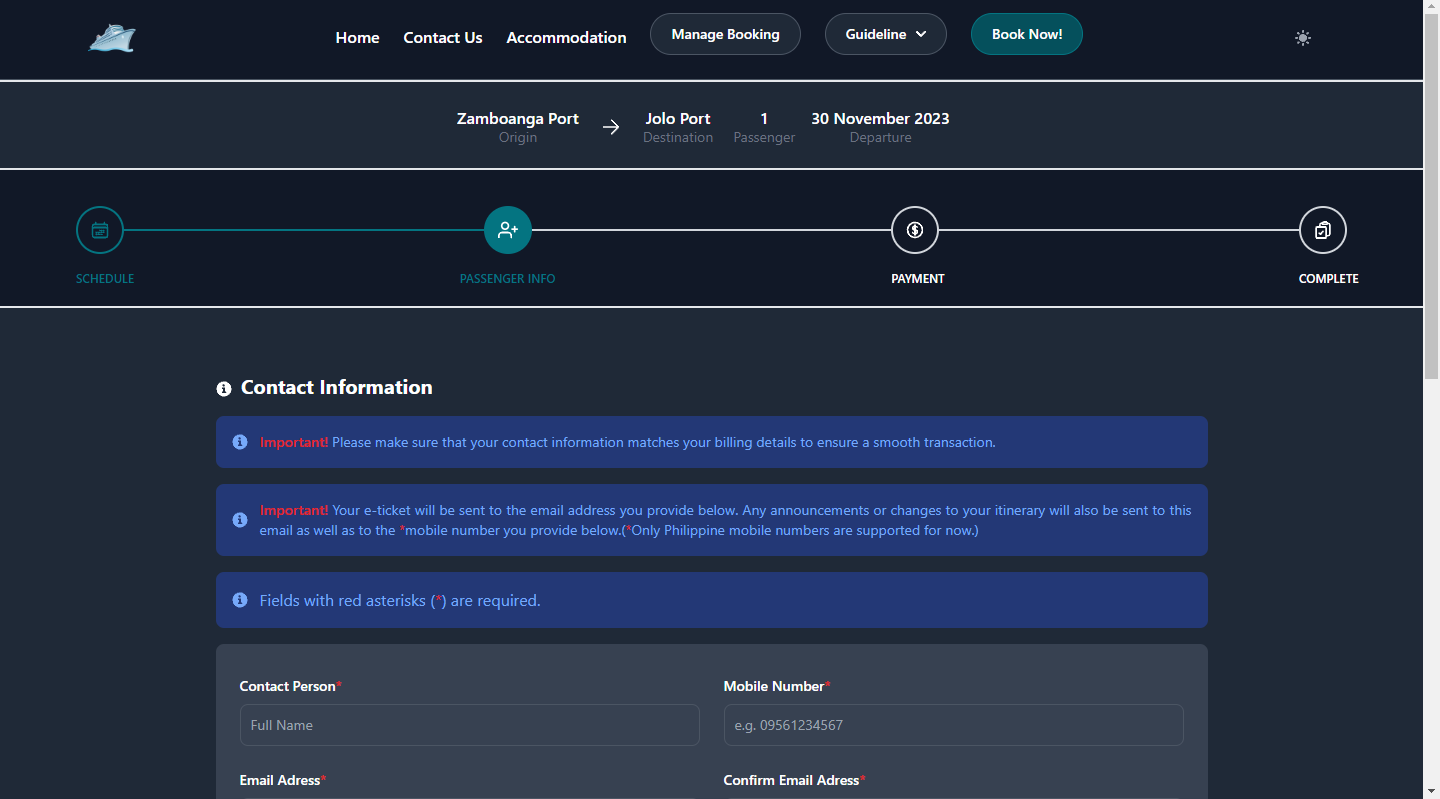 Home Contact Us Accommodation Manage Booking Guideline Book Now!
Zamboanga Port Jolo Port 1 30 November 2023
Origin Destination Passenger Departure
SCHEDULE PASSENGER INFO PAYMENT COMPLETE
Contact Information
Important! Please make sure that your contact information matches your billing details to ensure a smooth transaction.
Important! Your e-ticket will be sent to the email address you provide below. Any announcements or changes to your itinerary will also be sent to this
email as well as to the *mobile number you provide below.(*Only Philippine mobile numbers are supported for now.)
Fields with red asterisks (*) are required.
Contact Person* Mobile Number*
Full Name e.g. 09561234567
Email Adress* Confirm Email Adress*